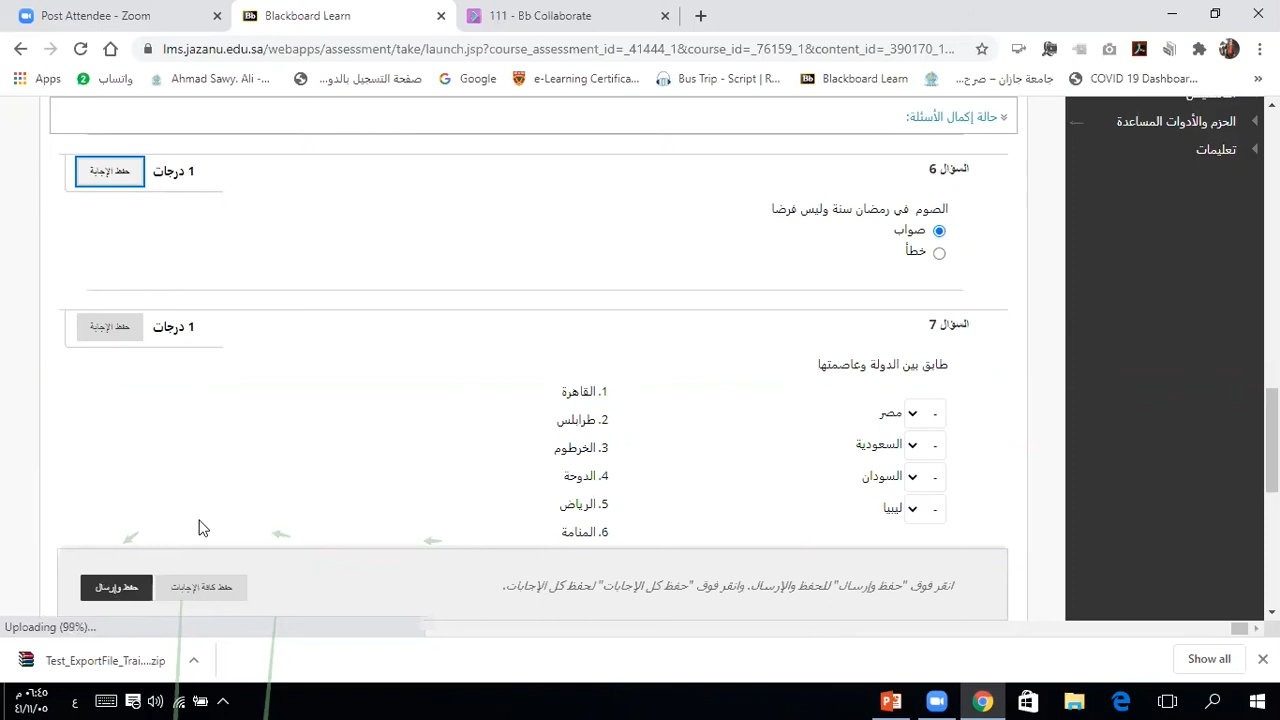 Post Attendee - Zoom
Blackboard Learn
111 - Bb Collaborate
lms.jazanu.edu.sa/webapps/assessment/take/launch.jsp?course_assessment_id=_41444_1&course_id=_76159_1&content_id=_390170_1...
Apps
واتساب
Ahmad Sawy. Ali -...
صفحة التسجيل بالدو...
Google
e-Learning Certifica...
Bus Trip - Script | R...
Blackboard Learn
جامعة جازان – صرح...
COVID 19 Dashboar...
الحزم والأدوات المساعدة
تعليمات
حالة إكمال الأسئلة:
السؤال 6
1 درجات
حفظ الإجابة
الصوم في رمضان سنة وليس فرضا
صواب
خطأ
السؤال 7
1 درجات
حفظ الإجابة
طابق بين الدولة وعاصمتها
- مصر
- السعودية
- السودان
- ليبيا
1. القاهرة
2. طرابلس
3. الخرطوم
4. الدوحة
5. الرياض
6. المنامة
انقر فوق "حفظ وإرسال" للحفظ والإرسال. وانقر فوق "حفظ كل الإجابات" لحفظ كل الإجابات.
حفظ كافة الإجابات
حفظ وإرسال
Uploading (98%)...
Test_ExportFile_Trai....zip
Show all
ع
٠٦:٤٥ م